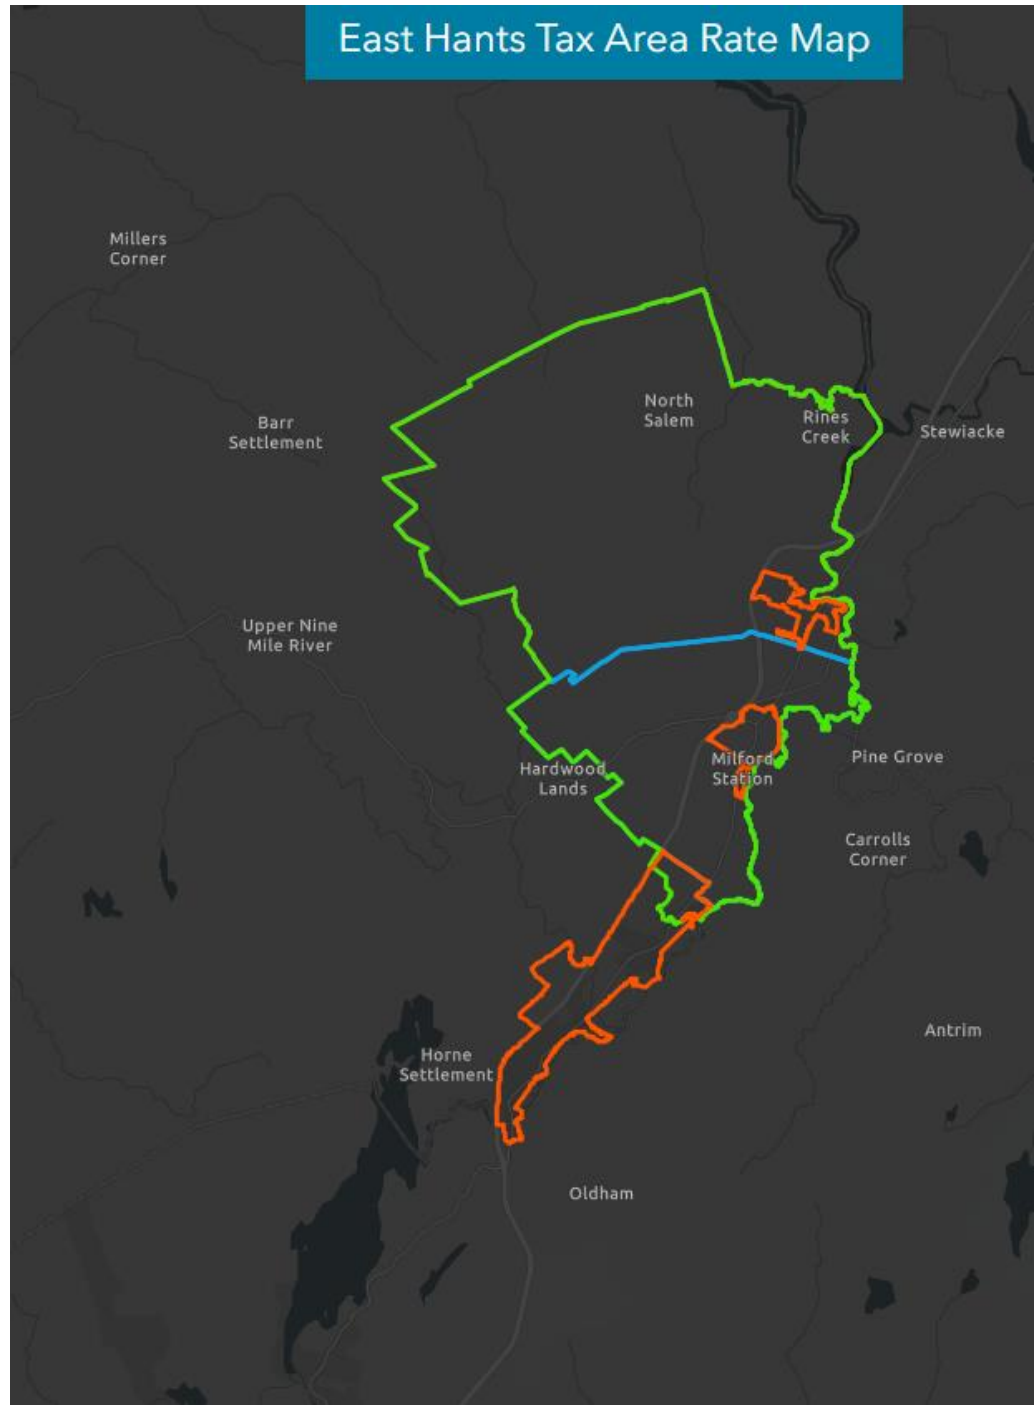 East Hants Tax Area Rate Map
Millers
Corner
North
Salem
Rines
Creek
Barr
Settlement
Stewiacke
Upper Nine
Mile River
Hardwood
Lands
Milford
Station
Pine Grove
Carrolls
Corner
Antrim
Horne
Settlement
Oldham